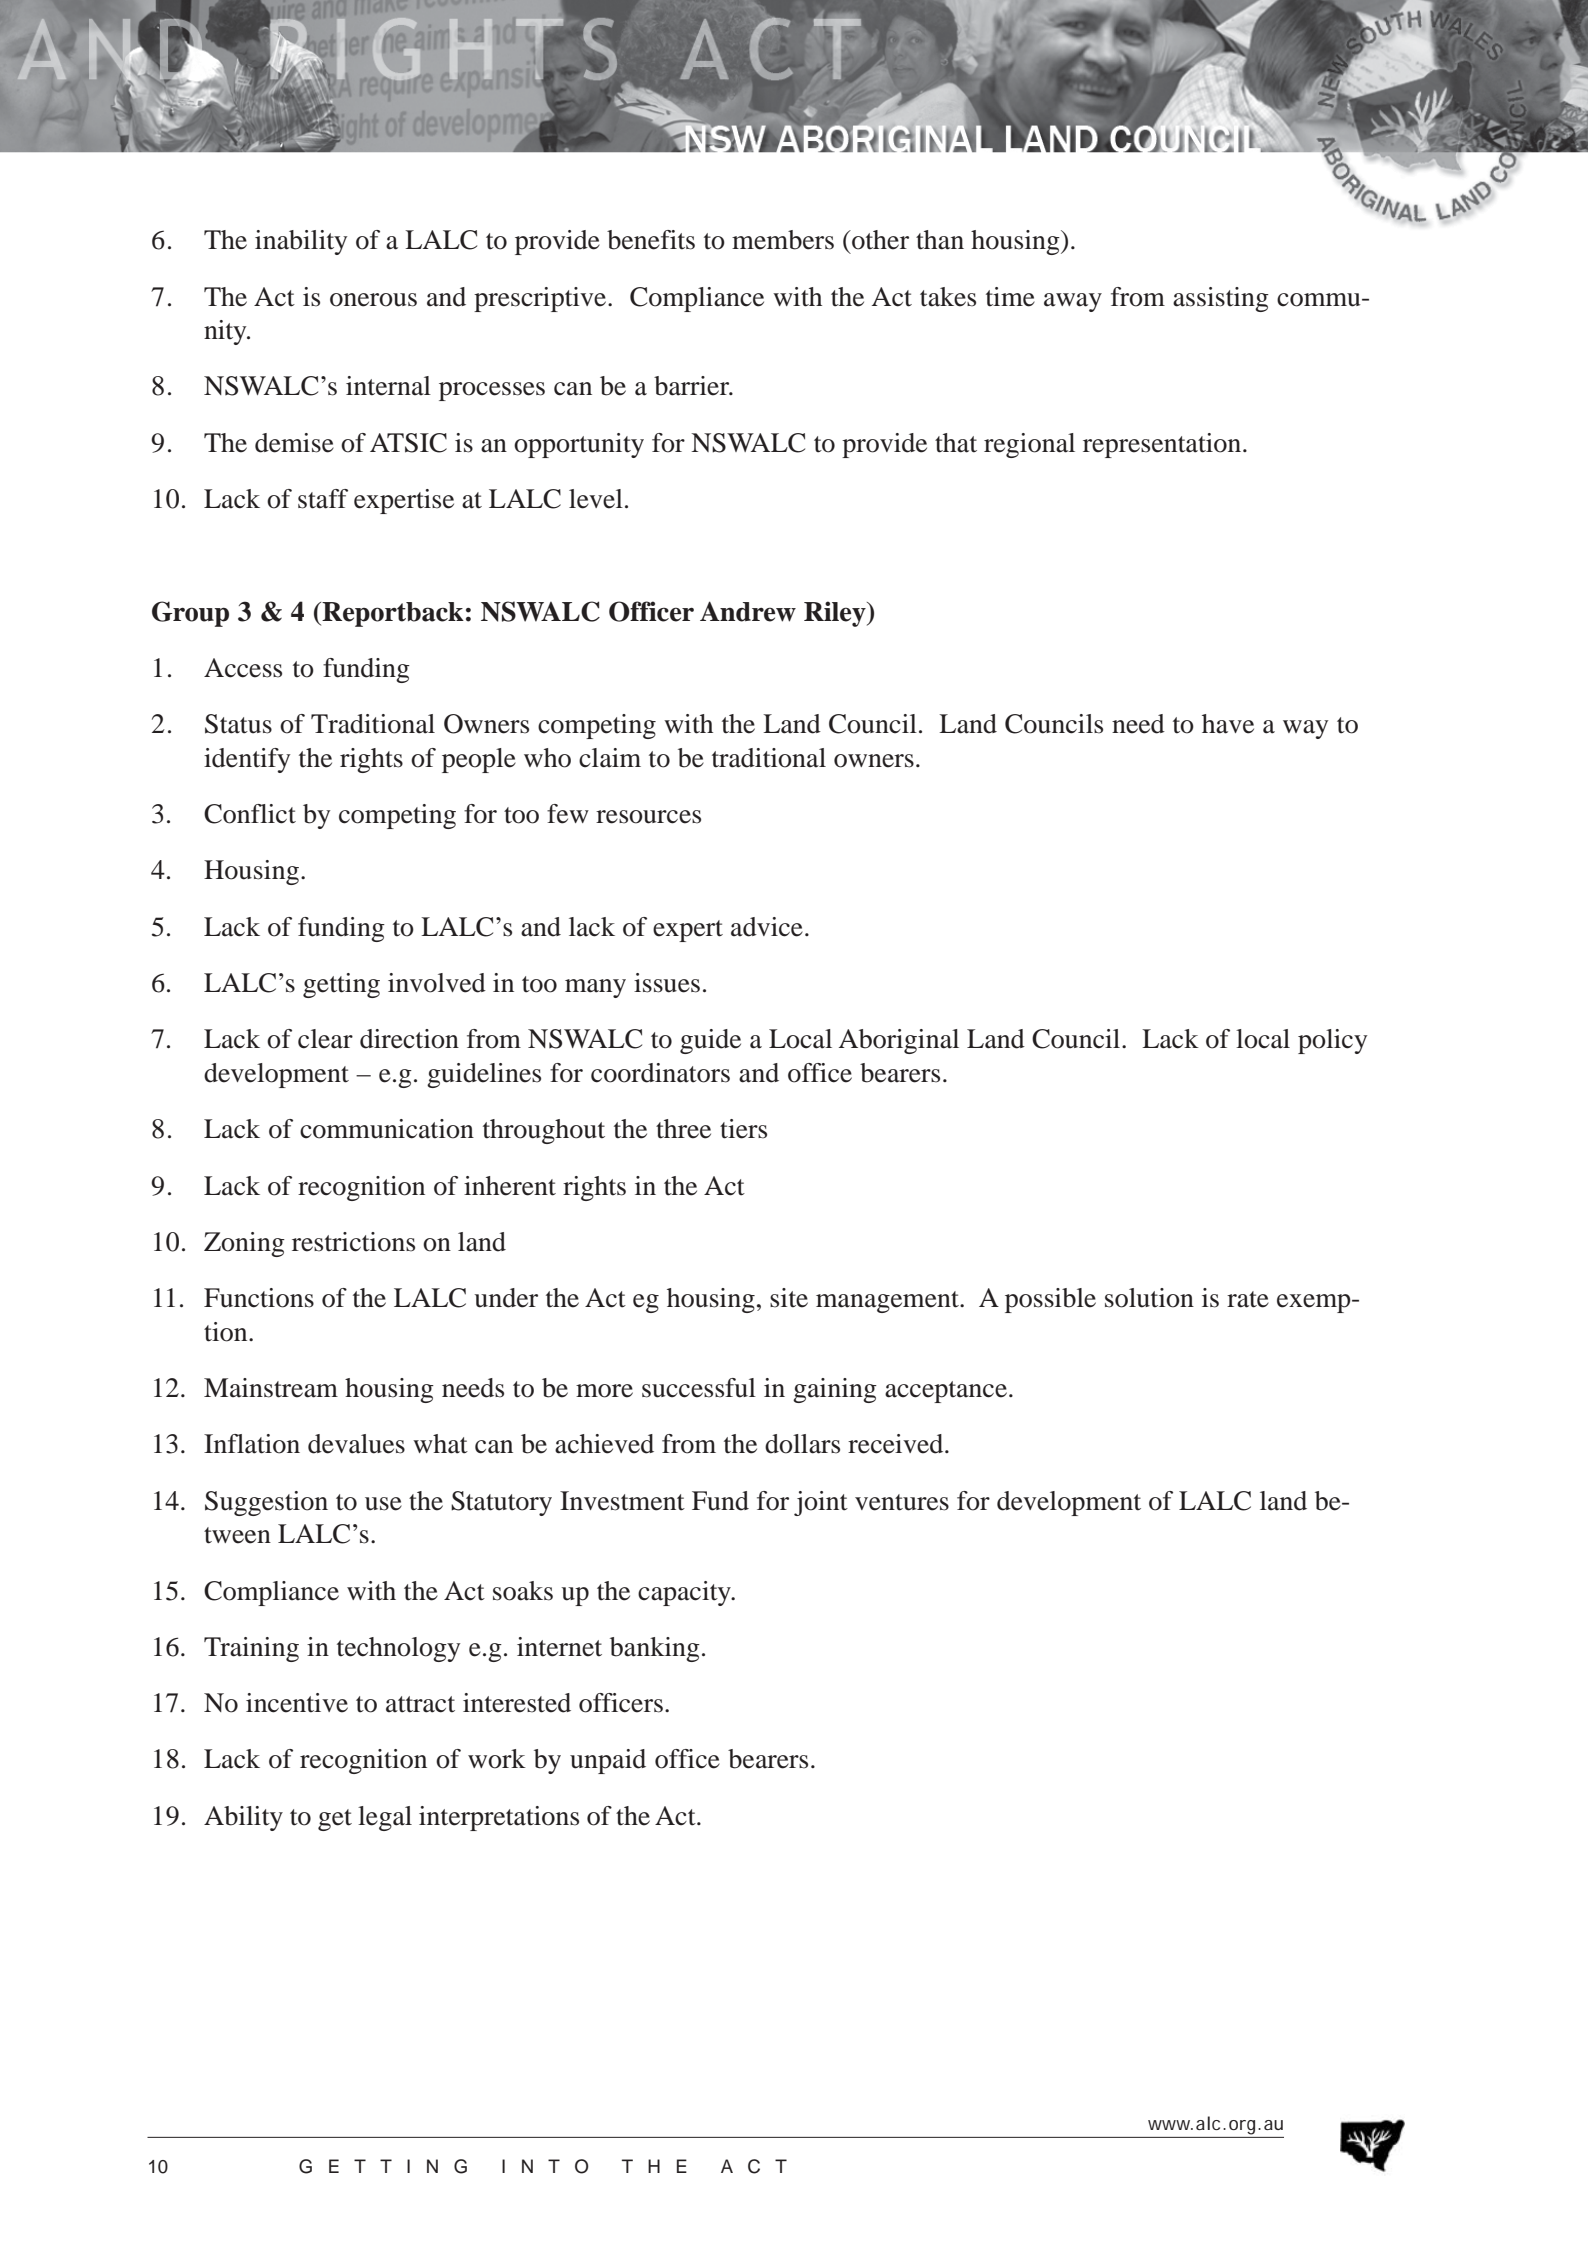 AND RIGHTS ACT
NSW ABORIGINAL LAND COUNCIL
NEW SOUTH WALES
ABORIGINAL LAND COUNCIL
6. The inability of a LALC to provide benefits to members (other than housing).
7. The Act is onerous and prescriptive. Compliance with the Act takes time away from assisting commu-
nity.
8. NSWALC’s internal processes can be a barrier.
9. The demise of ATSIC is an opportunity for NSWALC to provide that regional representation.
10. Lack of staff expertise at LALC level.
Group 3 & 4 (Reportback: NSWALC Officer Andrew Riley)
1. Access to funding
2. Status of Traditional Owners competing with the Land Council. Land Councils need to have a way to
identify the rights of people who claim to be traditional owners.
3. Conflict by competing for too few resources
4. Housing.
5. Lack of funding to LALC’s and lack of expert advice.
6. LALC’s getting involved in too many issues.
7. Lack of clear direction from NSWALC to guide a Local Aboriginal Land Council. Lack of local policy
development – e.g. guidelines for coordinators and office bearers.
8. Lack of communication throughout the three tiers
9. Lack of recognition of inherent rights in the Act
10. Zoning restrictions on land
11. Functions of the LALC under the Act eg housing, site management. A possible solution is rate exemp-
tion.
12. Mainstream housing needs to be more successful in gaining acceptance.
13. Inflation devalues what can be achieved from the dollars received.
14. Suggestion to use the Statutory Investment Fund for joint ventures for development of LALC land be-
tween LALC’s.
15. Compliance with the Act soaks up the capacity.
16. Training in technology e.g. internet banking.
17. No incentive to attract interested officers.
18. Lack of recognition of work by unpaid office bearers.
19. Ability to get legal interpretations of the Act.
www.alc.org.au
10 GETTING INTO THE ACT